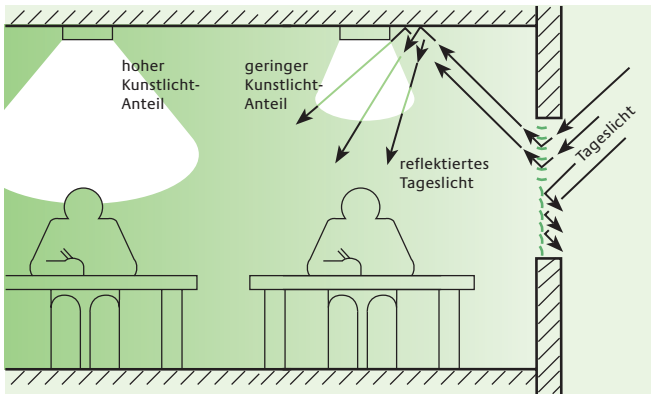 hoher
Kunstlicht-
Anteil
geringer
Kunstlicht-
Anteil
Tageslicht
reflektiertes
Tageslicht